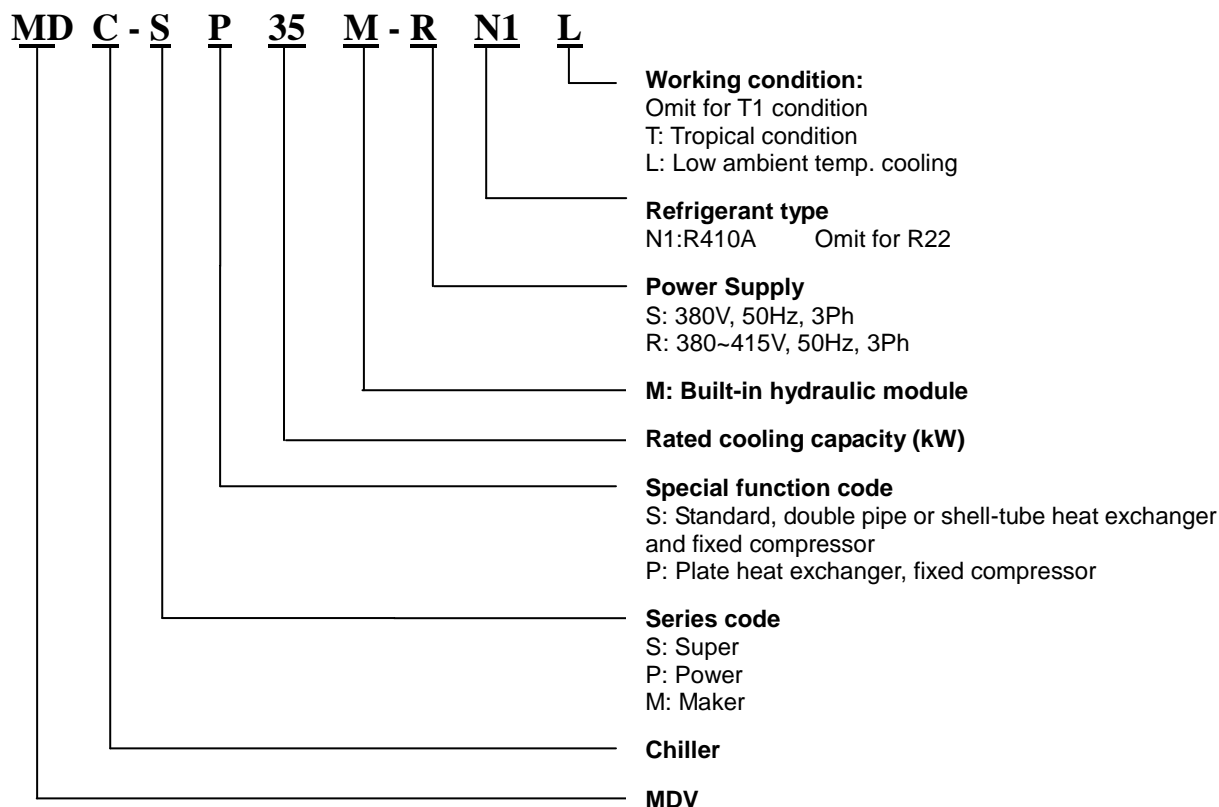 MD C - S P 35 M - R N1 L
Working condition:
Omit for T1 condition
T: Tropical condition
L: Low ambient temp. cooling
Refrigerant type
N1:R410A Omit for R22
Power Supply
S: 380V, 50Hz, 3Ph
R: 380~415V, 50Hz, 3Ph
M: Built-in hydraulic module
Rated cooling capacity (kW)
Special function code
S: Standard, double pipe or shell-tube heat exchanger
and fixed compressor
P: Plate heat exchanger, fixed compressor
Series code
S: Super
P: Power
M: Maker
Chiller
MDV